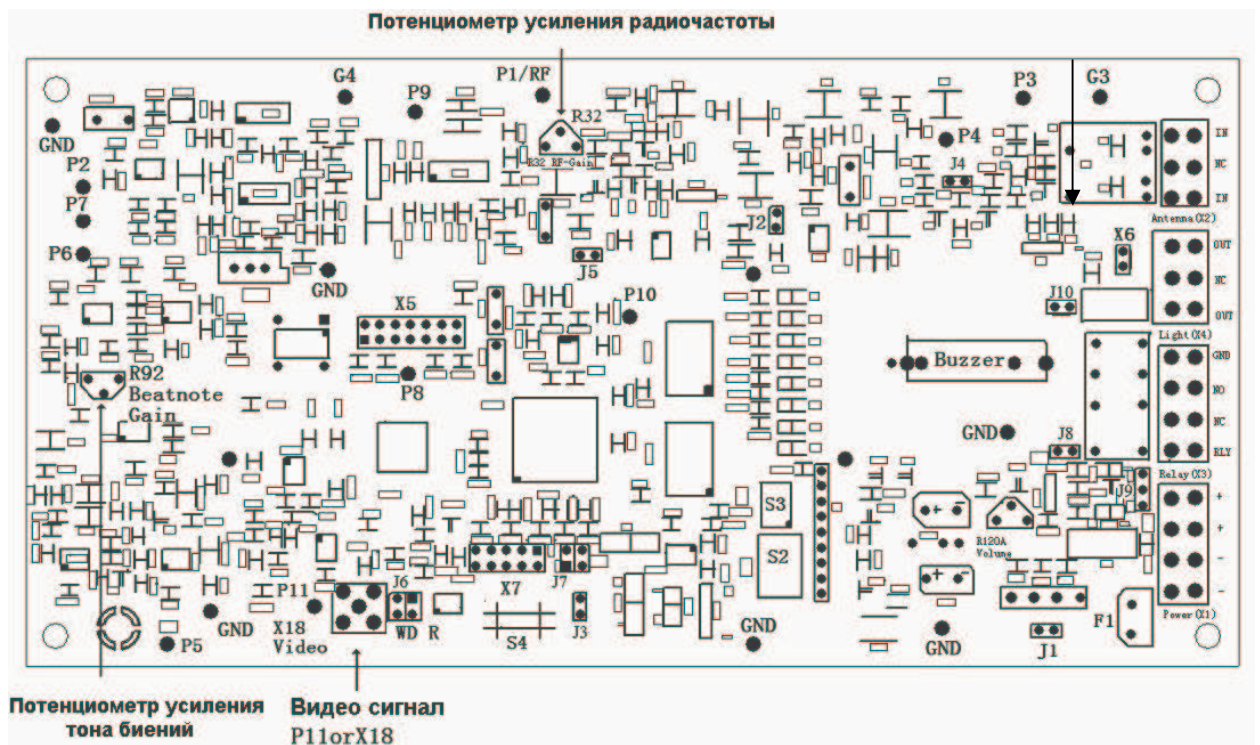 Потенциометр усиления радиочастоты
G4
P9
P1/RF
P3
G3
R32
R32 RF-Gain
GND
P4
IN
NC
IN
P2
J4
P7
Antenna(X2)
J2
P6
X6
OUT
NC
OUT
J5
GND
X5
P10
J10
Light(X4)
R92
Beatnote
Gain
P8
Buzzer
GND
NO
NC
RLY
GND
J8
Relay(X3)
J9
S3
+
+
-
-
+ -
R120A
Volume
S2
+ -
J6
X7
J7
P11
WD R
J3
GND
X18
Video
S4
P5
GND
GND
J1
F1
Power(X1)
Потенциометр усиления
тона биений
Видео сигнал
P11orX18